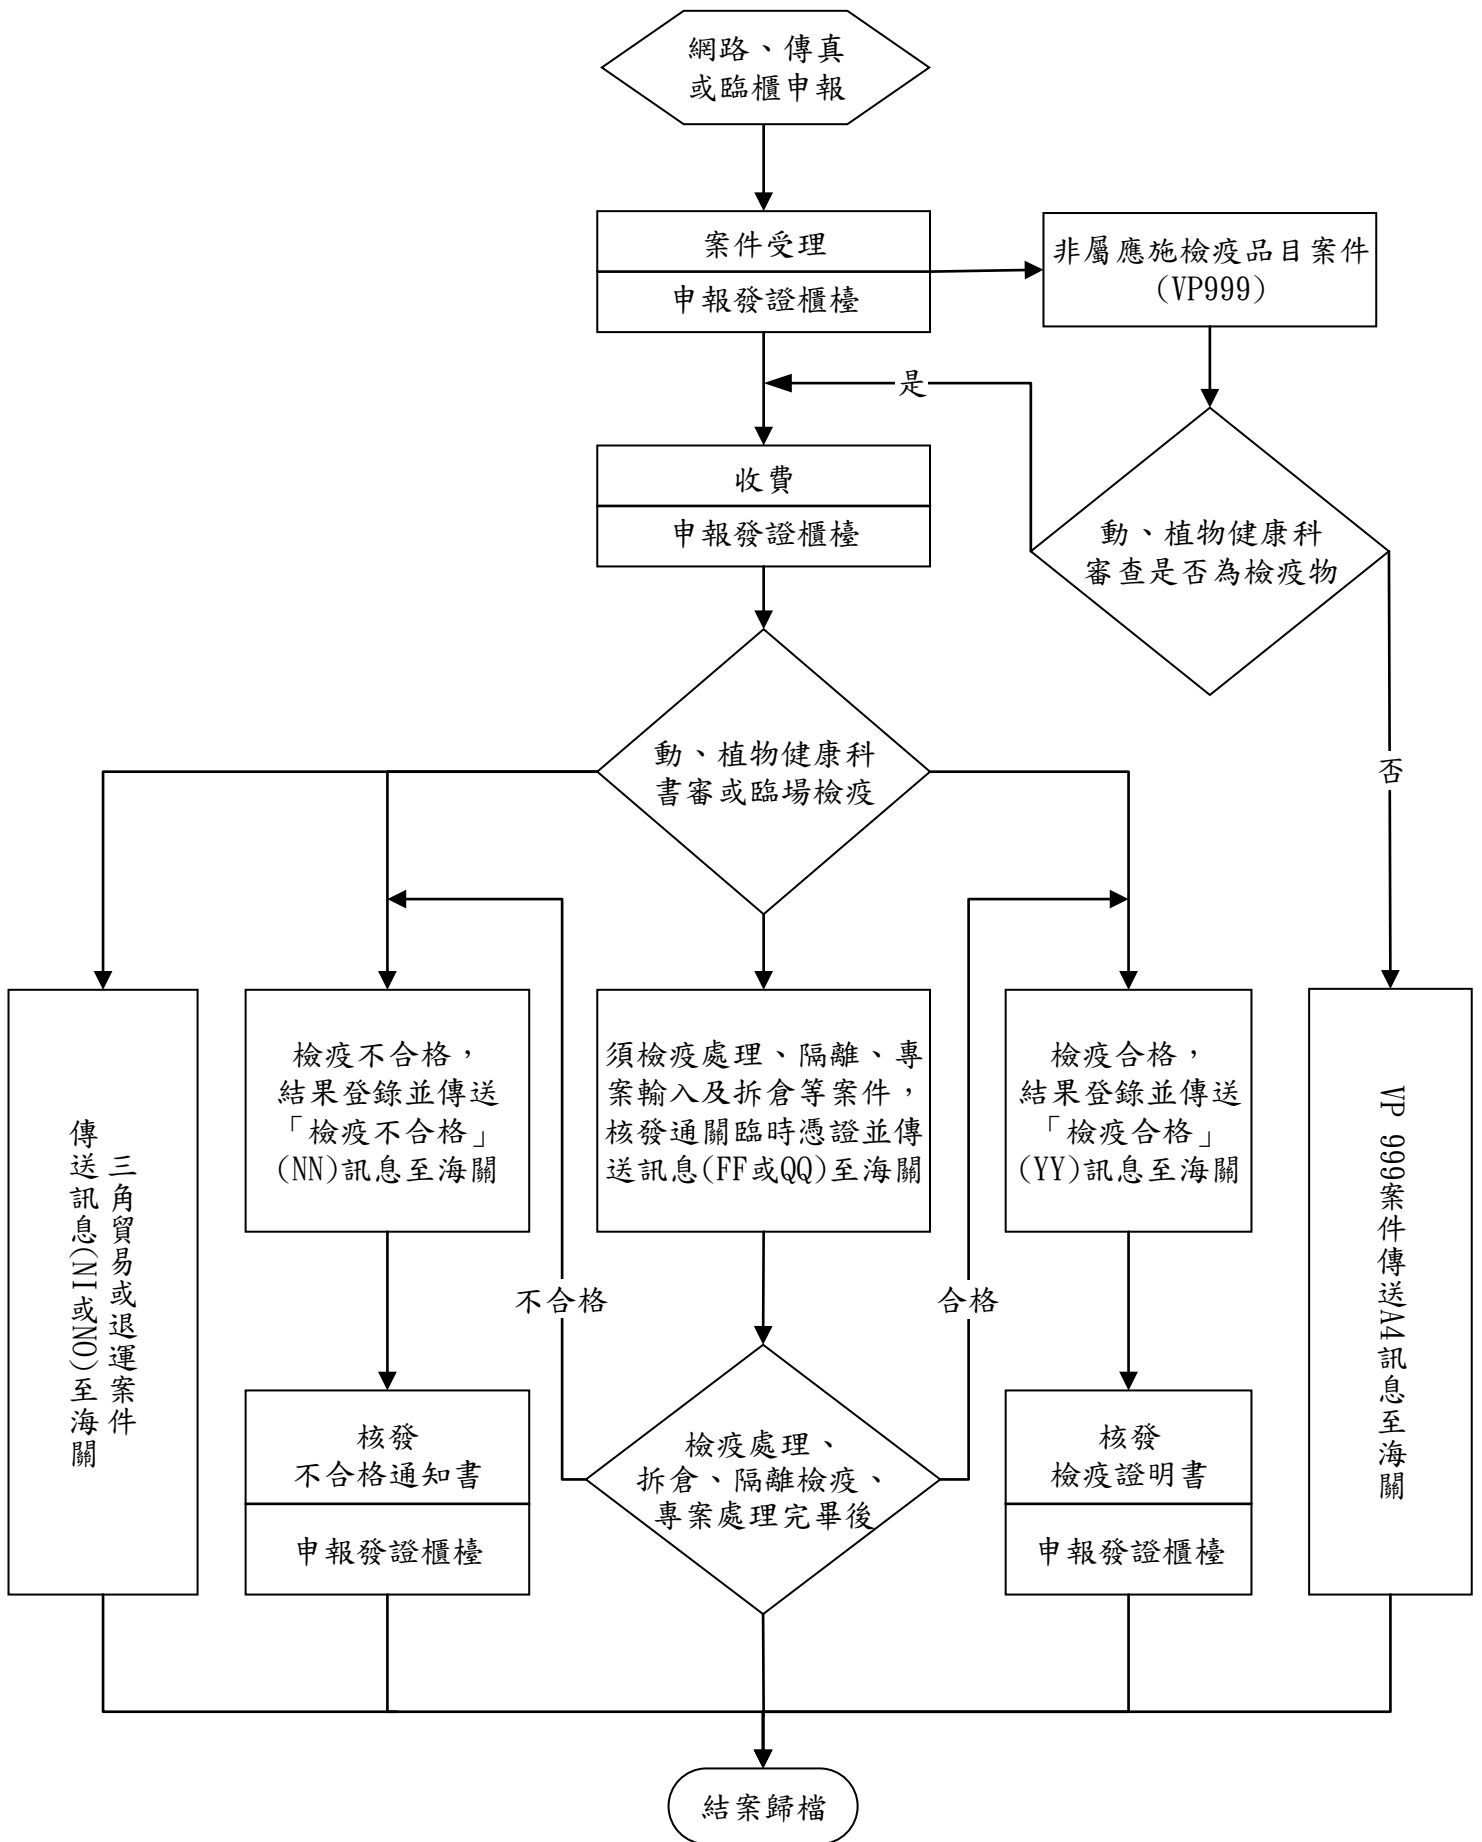 網路、傳真
或臨櫃申報
案件受理
申報發證櫃檯
非屬應施檢疫品目案件
(VP999)
是
收費
申報發證櫃檯
動、植物健康科
審查是否為檢疫物
動、植物健康科
書審或臨場檢疫
否
三角貿易或退運案件
傳送訊息(NI或NO)至海關
檢疫不合格，
結果登錄並傳送
「檢疫不合格」
(NN)訊息至海關
須檢疫處理、隔離、專
案輸入及拆倉等案件，
核發通關臨時憑證並傳
送訊息(FF或QQ)至海關
檢疫合格，
結果登錄並傳送
「檢疫合格」
(YY)訊息至海關
VP 999案件傳送A4訊息至海關
不合格
合格
核發
不合格通知書
申報發證櫃檯
檢疫處理、
拆倉、隔離檢疫、
專案處理完畢後
核發
檢疫證明書
申報發證櫃檯
結案歸檔